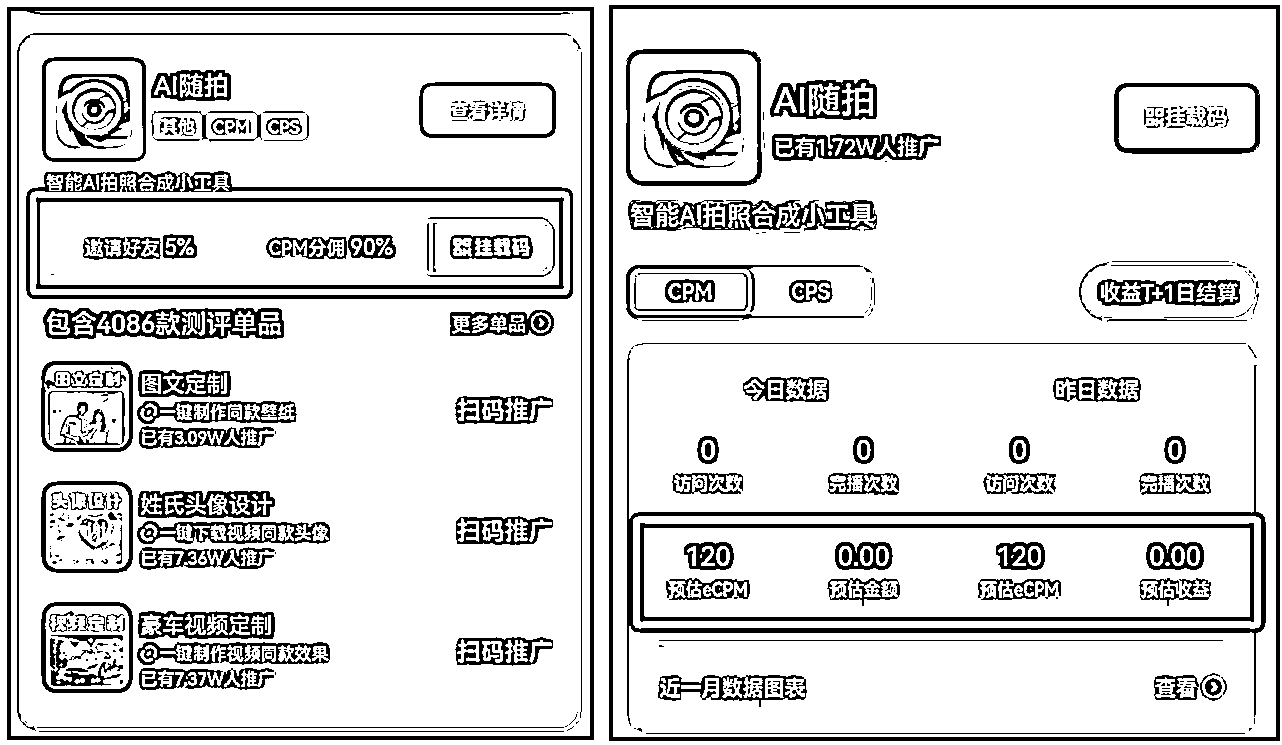 AI随拍
其他 CPM CPS
查看详情
智能AI拍照合成小工具
邀请好友 5% CPM分佣 90% 挂载码
包含4086款测评单品 更多单品
图文定制
图文定制
一键制作同款壁纸
已有3.09W人推广
扫码推广
头像设计
姓氏头像设计
一键下载视频同款头像
已有7.36W人推广
扫码推广
视频定制
豪车视频定制
一键制作视频同款效果
已有7.37W人推广
扫码推广
AI随拍
已有1.72W人推广
挂载码
智能AI拍照合成小工具
CPM CPS 收益T+1日结算
今日数据 昨日数据
0 0 0 0
访问次数 完播次数 访问次数 完播次数
120 0.00 120 0.00
预估eCPM 预估金额 预估eCPM 预估收益
近一月数据图表 查看